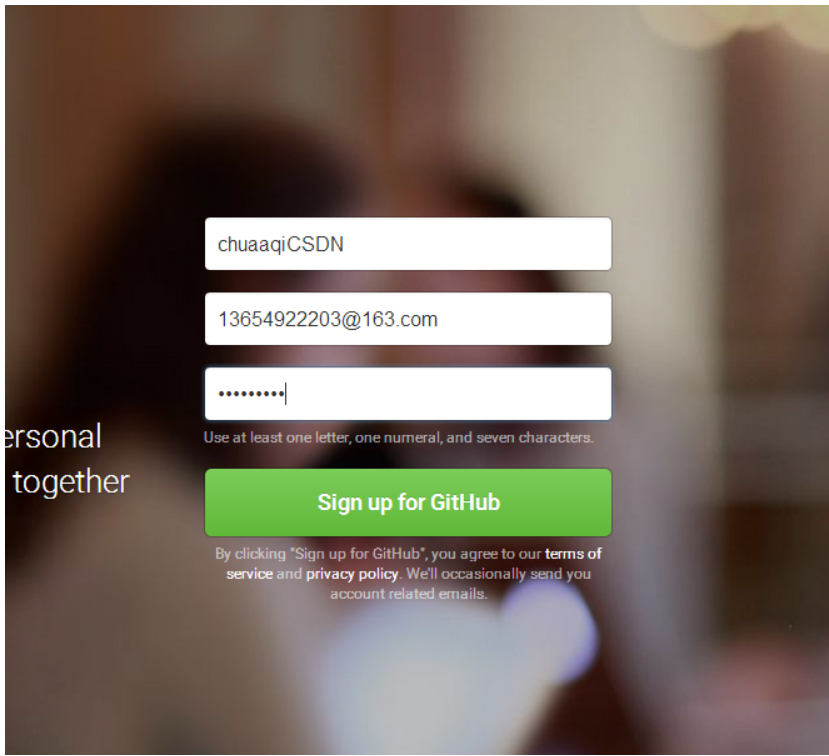 chuaaqiCSDN
13654922203@163.com
•••••••••
ersonal
Use at least one letter, one numeral, and seven characters.
together
Sign up for GitHub
By clicking "Sign up for GitHub", you agree to our terms of
service and privacy policy. We'll occasionally send you
account related emails.